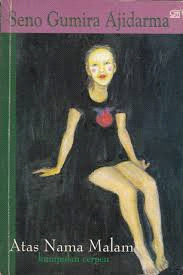 Seno Gumira Ajidarma
Atas Nama Malam
kumpulan cerpen